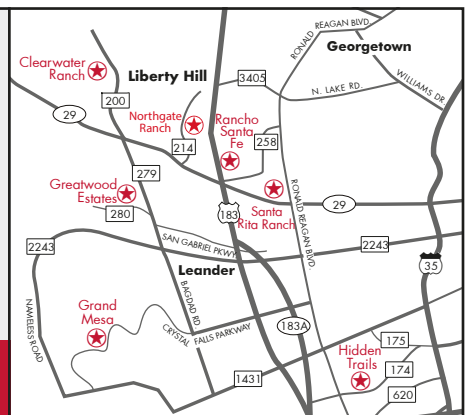 REAGAN BLVD.
RONALD
Georgetown
Clearwater
Ranch
Liberty Hill
3405
N. LAKE RD.
WILLIAMS DR.
200
29
Northgate
Ranch
Rancho
Santa
Fe
214
258
279
Greatwood
Estates
280
183
Santa
Rita Ranch
RONALD REAGAN BLVD.
29
2243
SAN GABRIEL PKWY
2243
Leander
35
NAMELESS ROAD
BAGDAD RD
Grand
Mesa
CRYSTAL FALLS PARKWAY
183A
175
Hidden
Trails
174
1431
620